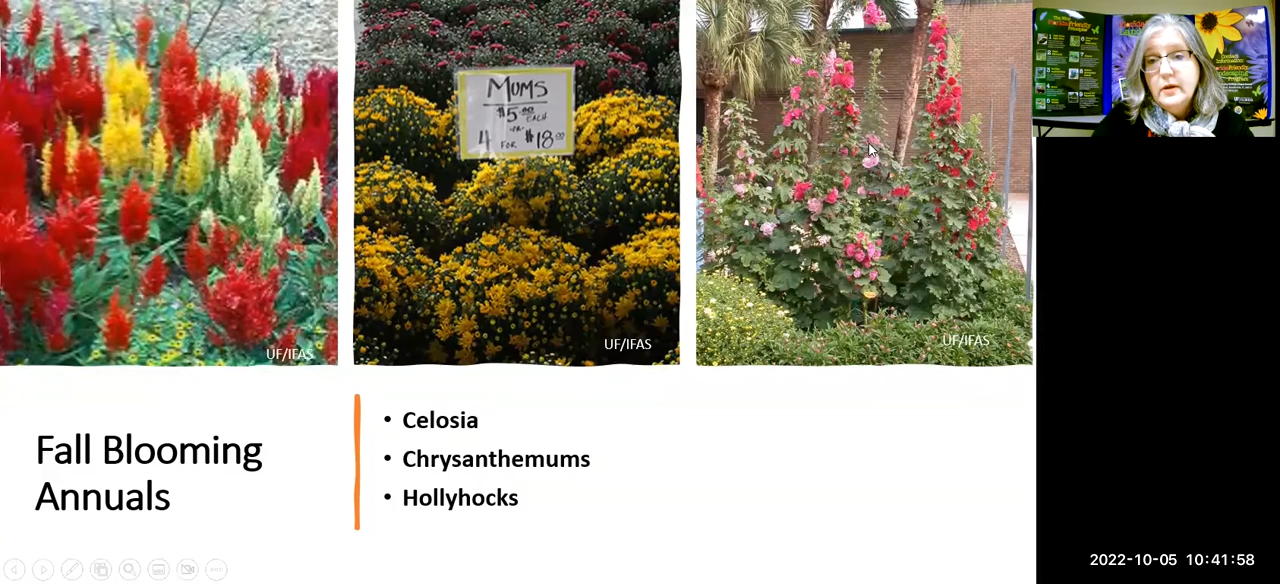 MUMS
$5.00
EACH
-OR-
4 FOR $18.00
UF/IFAS
UF/IFAS
UF/IFAS
Fall Blooming
Annuals
• Celosia
• Chrysanthemums
• Hollyhocks
2022-10-05 10:41:58